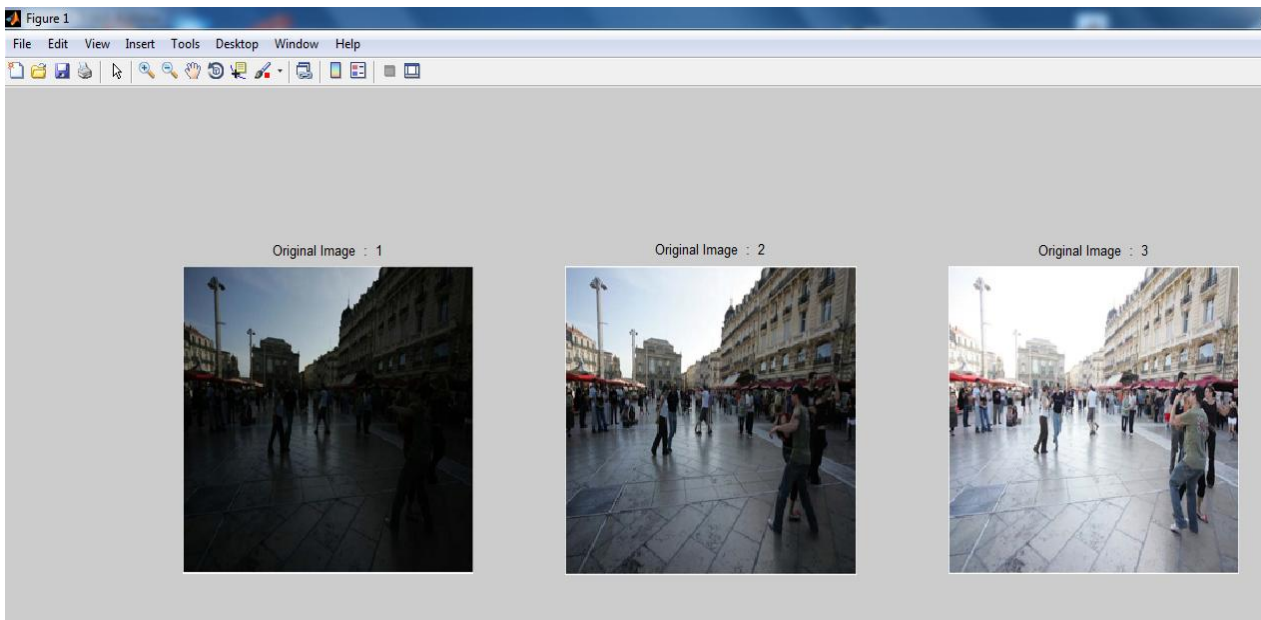 Figure 1
File Edit View Insert Tools Desktop Window Help
Original Image : 1
Original Image : 2
Original Image : 3